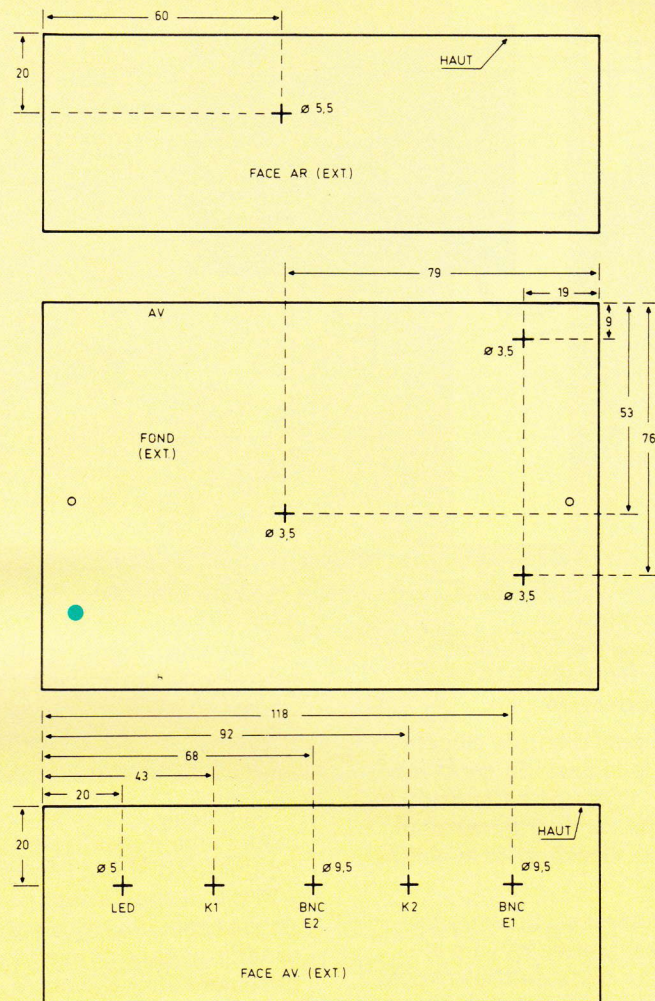 60
20
HAUT
Ø 5,5
FACE AR (EXT.)
79
19
AV
9
Ø 3,5
53
76
FOND
(EXT.)
Ø 3,5
Ø 3,5
118
92
68
43
20
20
HAUT
Ø 5
Ø 9,5
Ø 9,5
LED
K1
BNC
E2
K2
BNC
E1
FACE AV. (EXT.)